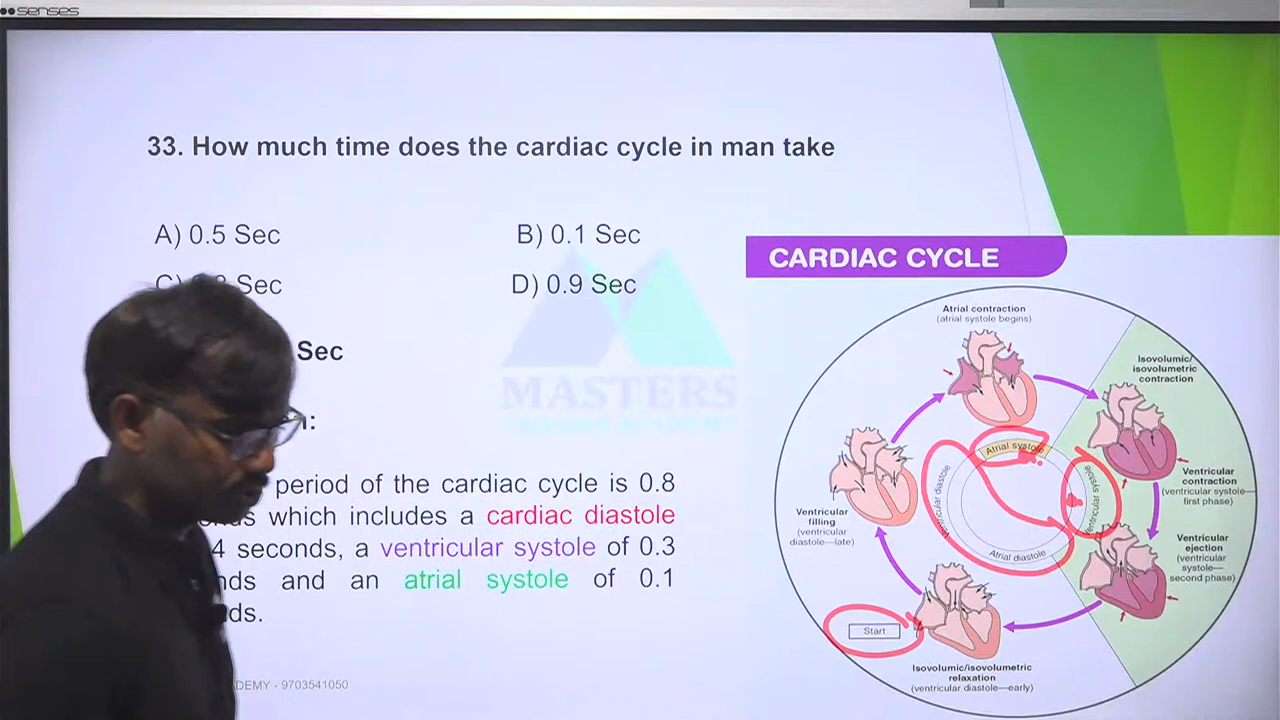 senses
33. How much time does the cardiac cycle in man take
A) 0.5 Sec
B) 0.1 Sec
Sec
D) 0.9 Sec
Sec
MASTERS
period of the cardiac cycle is 0.8
which includes a cardiac diastole
4 seconds, a ventricular systole of 0.3
and an atrial systole of 0.1
DEMY - 9703541050
CARDIAC CYCLE
Atrial contraction
(atrial systole begins)
Isovolumic/
isovolumetric
contraction
Ventricular
contraction
(ventricular systole—
first phase)
Ventricular
ejection
(ventricular
systole—
second phase)
Isovolumic/isovolumetric
relaxation
(ventricular diastole—early)
Start
Ventricular
filling
(ventricular
diastole—late)
Atrial systole
Ventricular systole
Atrial diastole
Ventricular diastole